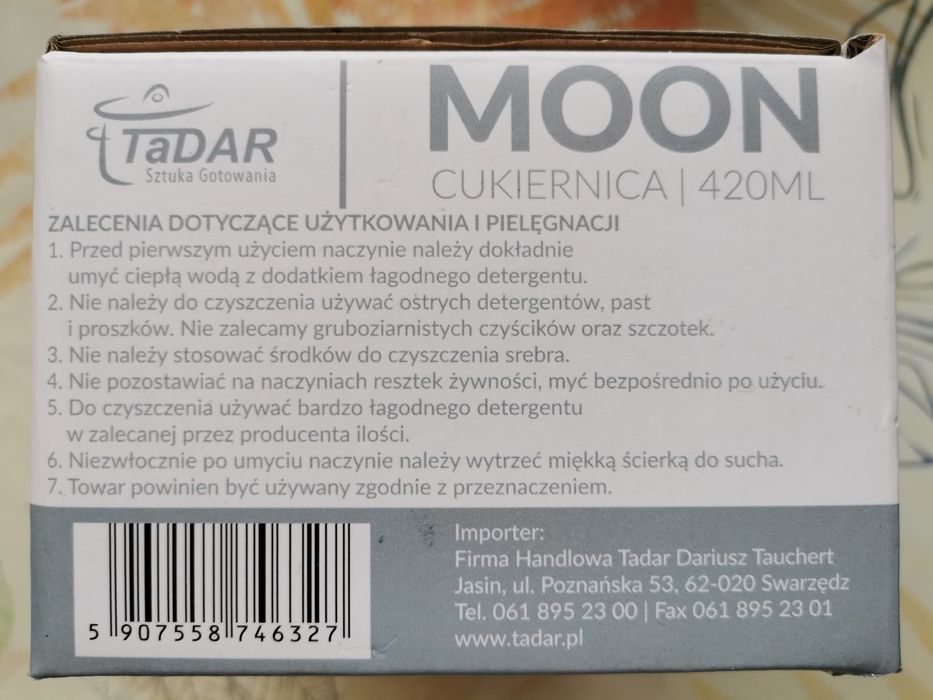 TaDAR
Sztuka Gotowania
MOON
CUKIERNICA | 420ML
ZALECENIA DOTYCZĄCE UŻYTKOWANIA I PIELĘGNACJI
1. Przed pierwszym użyciem naczynie należy dokładnie
umyć ciepłą wodą z dodatkiem łagodnego detergentu.
2. Nie należy do czyszczenia używać ostrych detergentów, past
i proszków. Nie zalecamy gruboziarnistych czyścików oraz szczotek.
3. Nie należy stosować środków do czyszczenia srebra.
4. Nie pozostawiać na naczyniach resztek żywności, myć bezpośrednio po użyciu.
5. Do czyszczenia używać bardzo łagodnego detergentu
w zalecanej przez producenta ilości.
6. Niezwłocznie po umyciu naczynie należy wytrzeć miękką ścierką do sucha.
7. Towar powinien być używany zgodnie z przeznaczeniem.
5 907558 746327
Importer:
Firma Handlowa Tadar Dariusz Tauchert
Jasin, ul. Poznańska 53, 62-020 Swarzędz
Tel. 061 895 23 00 | Fax 061 895 23 01
www.tadar.pl